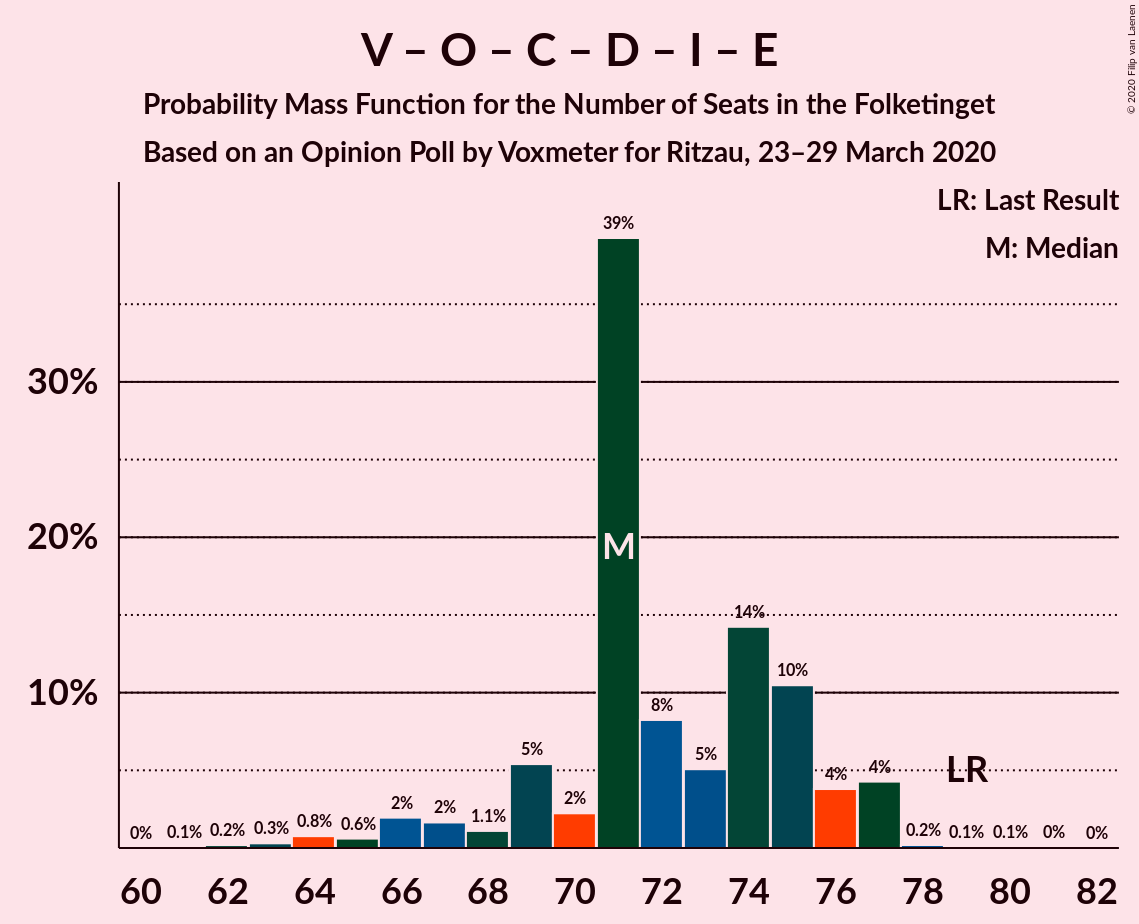 V – O – C – D – I – E
Probability Mass Function for the Number of Seats in the Folketinget
Based on an Opinion Poll by Voxmeter for Ritzau, 23–29 March 2020
© 2020 Filip van Laenen
LR: Last Result
M: Median
39%
30%
M
20%
14%
10%
10%
8%
5%
5%
4%
4%
LR
2%
2%
2%
1.1%
0.8%
0.6%
0%
0.1%
0.2%
0.3%
0.2%
0.1%
0.1%
0%
0%
60 62 64 66 68 70 72 74 76 78 80 82